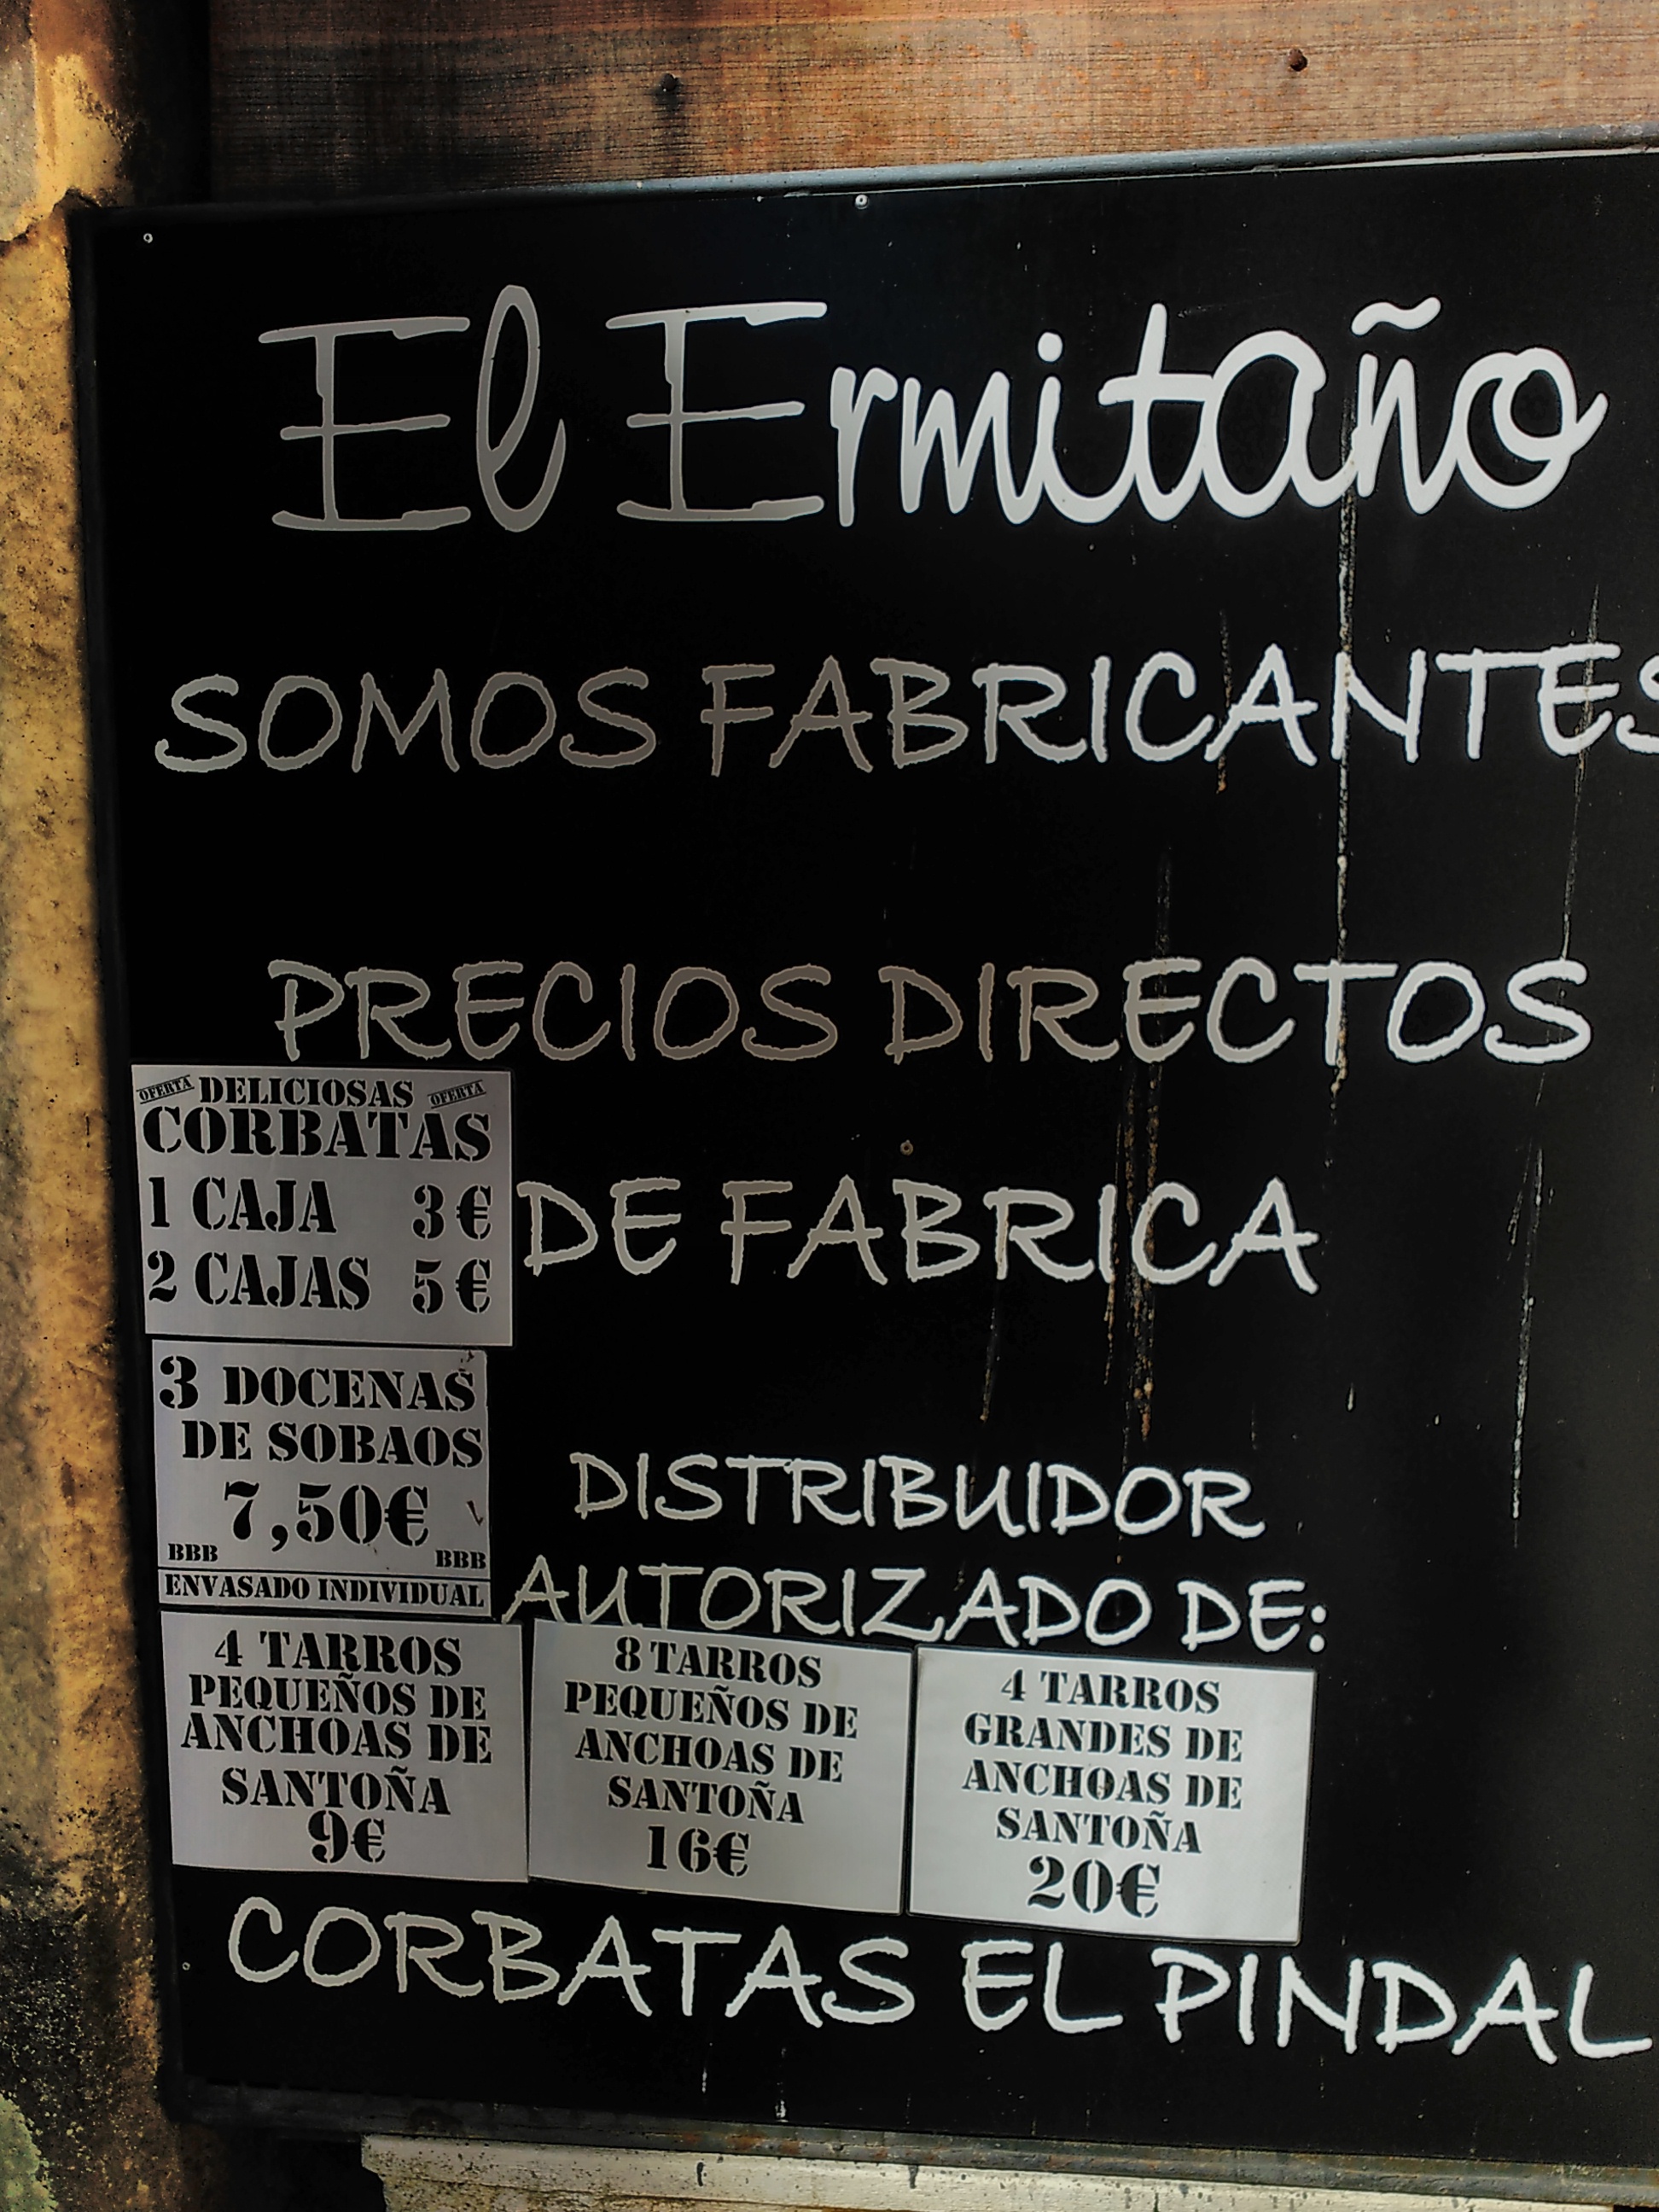 El Ermitaño
SOMOS FABRICANTES
PRECIOS DIRECTOS
DE FABRICA
OFERTA DELICIOSAS OFERTA
CORBATAS
1 CAJA 3€
2 CAJAS 5€
3 DOCENAS
DE SOBAOS
7,50€
BBB BBB
ENVASADO INDIVIDUAL
DISTRIBUIDOR
AUTORIZADO DE:
4 TARROS
PEQUEÑOS DE
ANCHOAS DE
SANTOÑA
9€
8 TARROS
PEQUEÑOS DE
ANCHOAS DE
SANTOÑA
16€
4 TARROS
GRANDES DE
ANCHOAS DE
SANTOÑA
20€
CORBATAS EL PINDAL